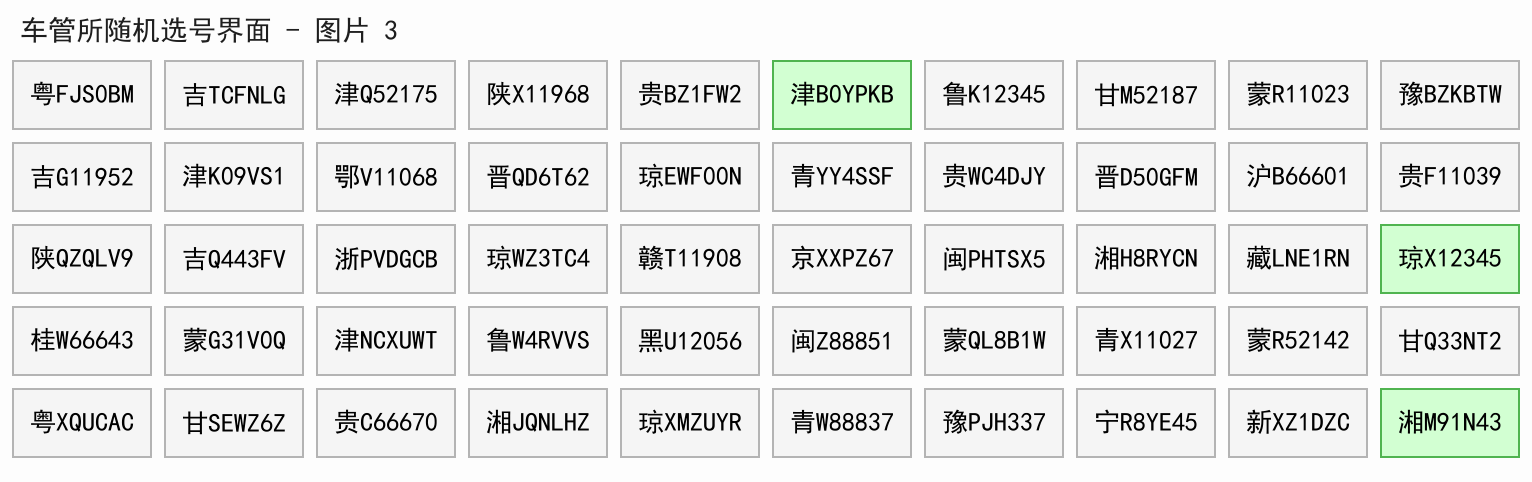 车管所随机选号界面 - 图片 3
粤FJS0BM 吉TCFNLG 津Q52175 陕X11968 贵BZ1FW2 津B0YPKB 鲁K12345 甘M52187 蒙R11023 豫BZKBTW
吉G11952 津K09VS1 鄂V11068 晋QD6T62 琼EWF00N 青YY4SSF 贵WC4DJY 晋D50GFM 沪B66601 贵F11039
陕QZQLV9 吉Q443FV 浙PVDGCB 琼WZ3TC4 赣T11908 京XXPZ67 闽PHTSX5 湘H8RYCN 藏LNE1RN 琼X12345
桂W66643 蒙G31V0Q 津NCXUWT 鲁W4RVVS 黑U12056 闽Z88851 蒙QL8B1W 青X11027 蒙R52142 甘Q33NT2
粤XQUCAC 甘SEWZ6Z 贵C66670 湘JQNLHZ 琼XMZUYR 青W88837 豫PJH337 宁R8YE45 新XZ1DZC 湘M91N43